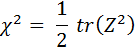 χ² = 1/2 tr(Z²)